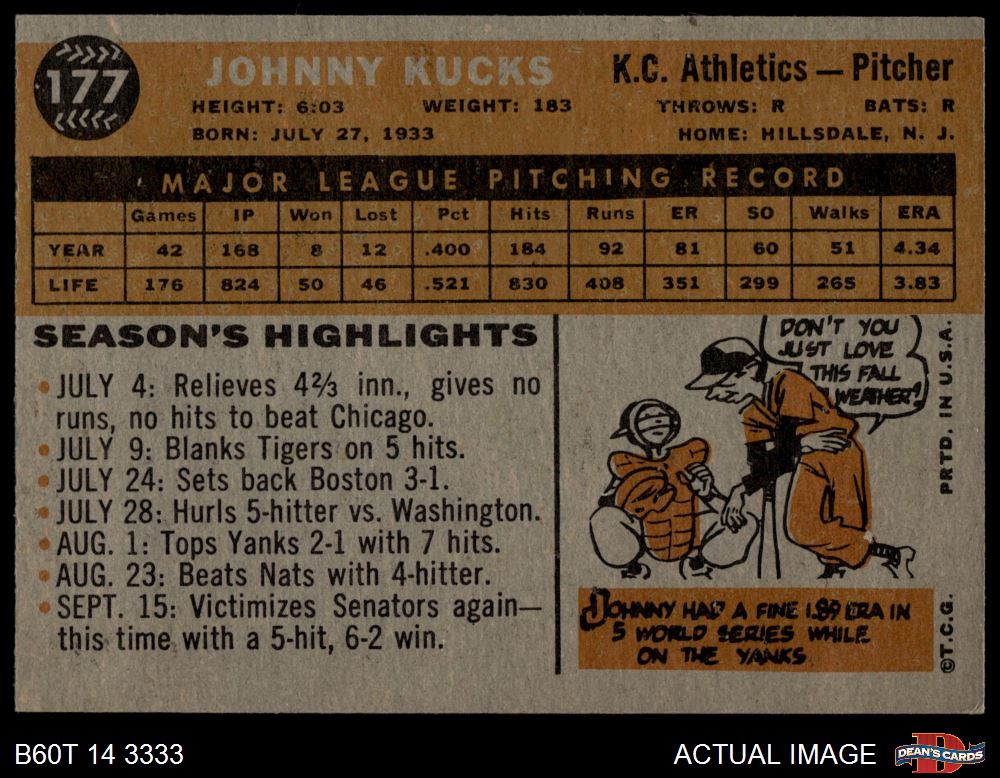 177
JOHNNY KUCKS
K.C. Athletics — Pitcher
HEIGHT: 6:03 WEIGHT: 183 THROWS: R BATS: R
BORN: JULY 27, 1933 HOME: HILLSDALE, N. J.
MAJOR LEAGUE PITCHING RECORD
Games IP Won Lost Pct Hits Runs ER SO Walks ERA
YEAR 42 168 8 12 .400 184 92 81 60 51 4.34
LIFE 176 824 50 46 .521 830 408 351 299 265 3.83
SEASON'S HIGHLIGHTS
• JULY 4: Relieves 4⅔ inn., gives no
runs, no hits to beat Chicago.
• JULY 9: Blanks Tigers on 5 hits.
• JULY 24: Sets back Boston 3-1.
• JULY 28: Hurls 5-hitter vs. Washington.
• AUG. 1: Tops Yanks 2-1 with 7 hits.
• AUG. 23: Beats Nats with 4-hitter.
• SEPT. 15: Victimizes Senators again—
this time with a 5-hit, 6-2 win.
DON'T YOU
JUST LOVE
THIS FALL
WEATHER?
JOHNNY HAD A FINE 1.89 ERA IN
5 WORLD SERIES WHILE
ON THE YANKS
PRTD. IN U.S.A.
©T.C.G.
B60T 14 3333
ACTUAL IMAGE
DEAN'S CARDS